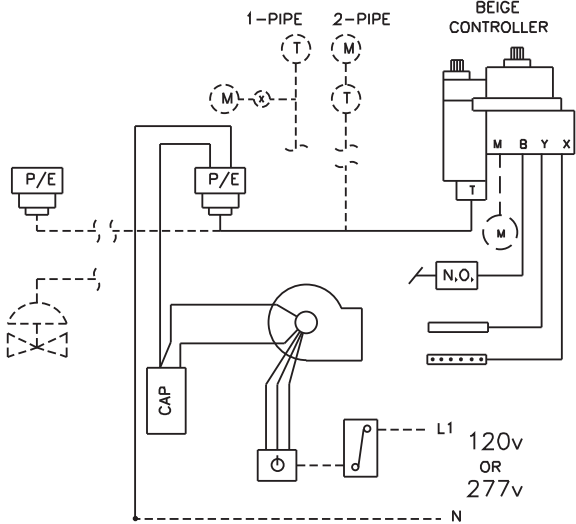 1-PIPE 2-PIPE
BEIGE
CONTROLLER
T M
M x T
M B Y X
P/E P/E
T
M
N.O.
CAP
L1
120v
OR
277v
N